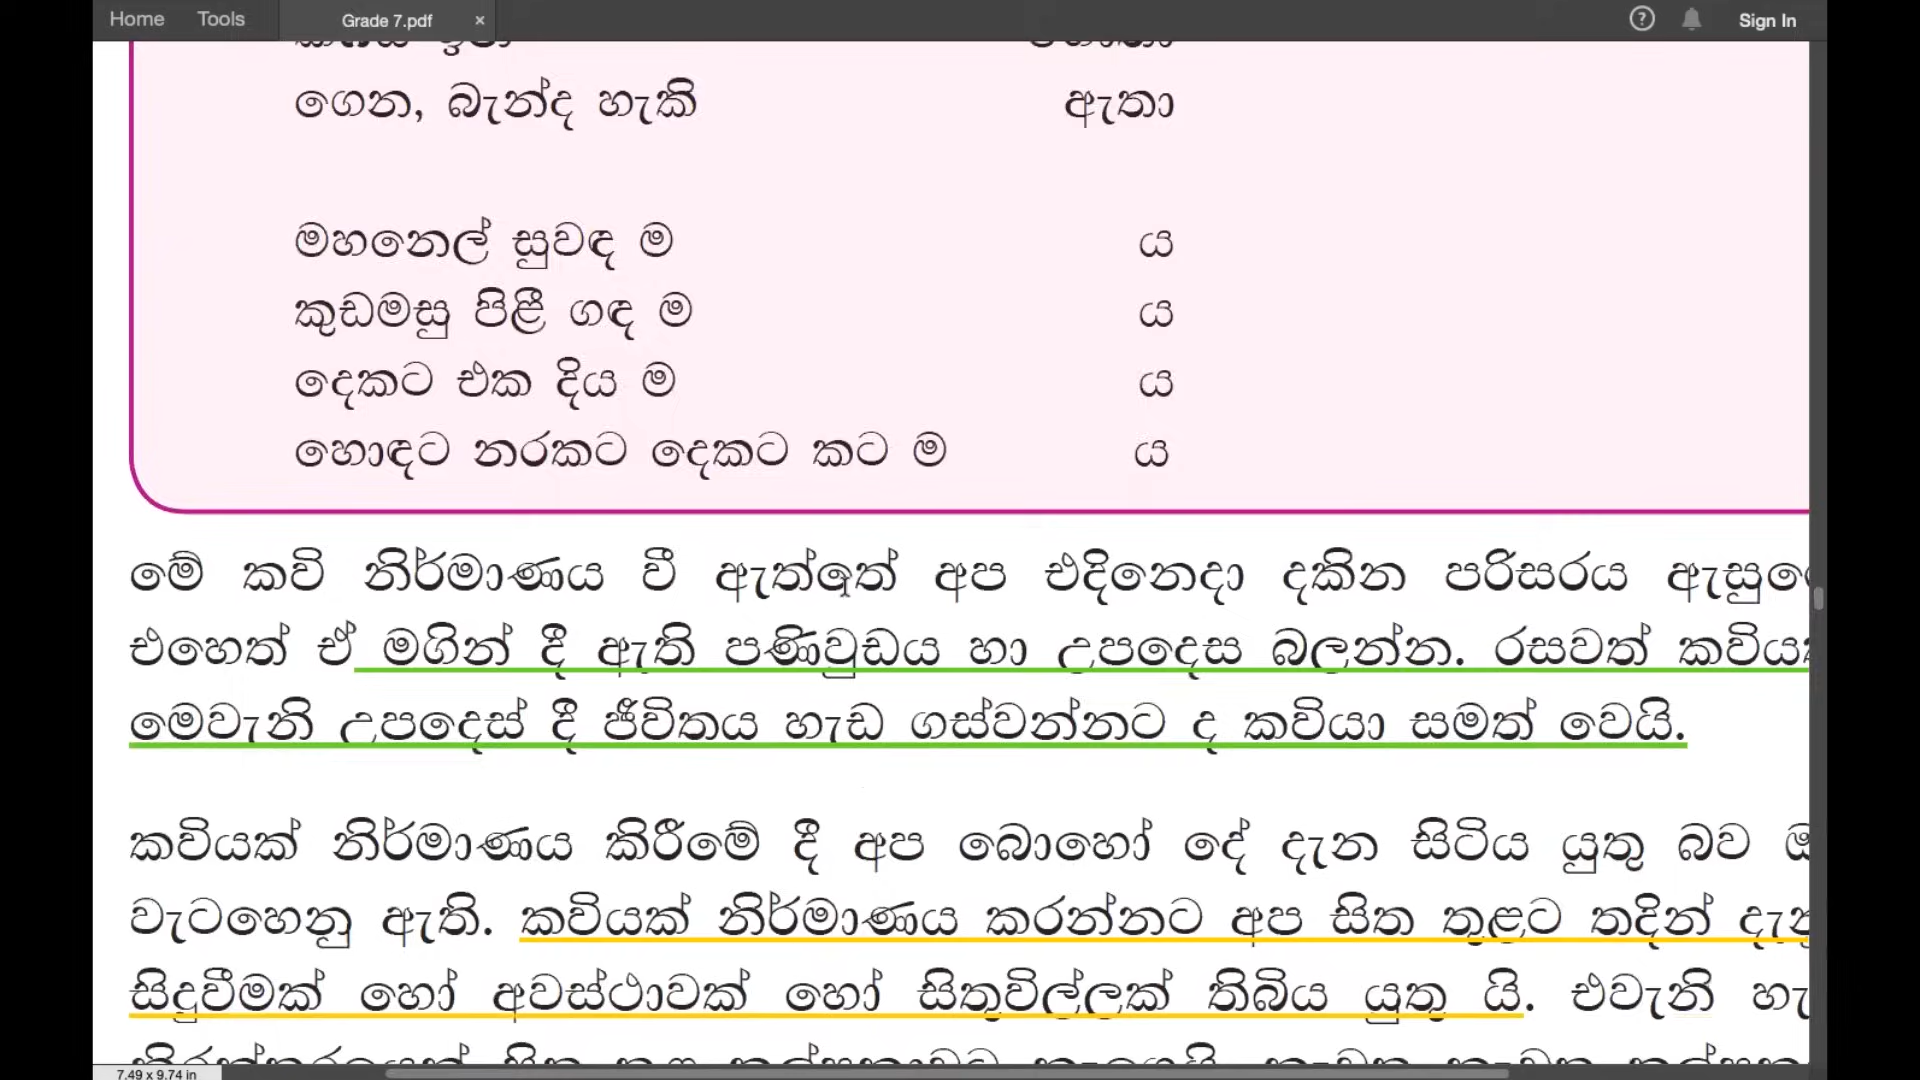 Home Tools Grade 7.pdf × ? Sign In
ගෙන, බැන්ද හැකි ඇතා
මහනෙල් සුවඳ ම ය
කුඩමසු පිළී ගඳ ම ය
දෙකට එක දිය ම ය
හොඳට නරකට දෙකට කට ම ය
මේ කවි නිර්මාණය වී ඇත්තේත් අප එදිනෙදා දකින පරිසරය
එහෙත් ඒ මගින් දී ඇති පණිවුඩය හා උපදෙස බලන්න. රසවත්
මෙවැනි උපදෙස් දී ජීවිතය හැඩ ගස්වන්නට ද කවියා සමත් වෙයි.
කවියක් නිර්මාණය කිරීමේ දී අප බොහෝ දේ දැන සිටිය යුතු බව
වැටහෙනු ඇති. කවියක් නිර්මාණය කරන්නට අප සිත තුළට තදින්
සිදුවීමක් හෝ අවස්ථාවක් හෝ සිතුවිල්ලක් තිබිය යුතු යි. එවැනි
7.49 x 9.74 in